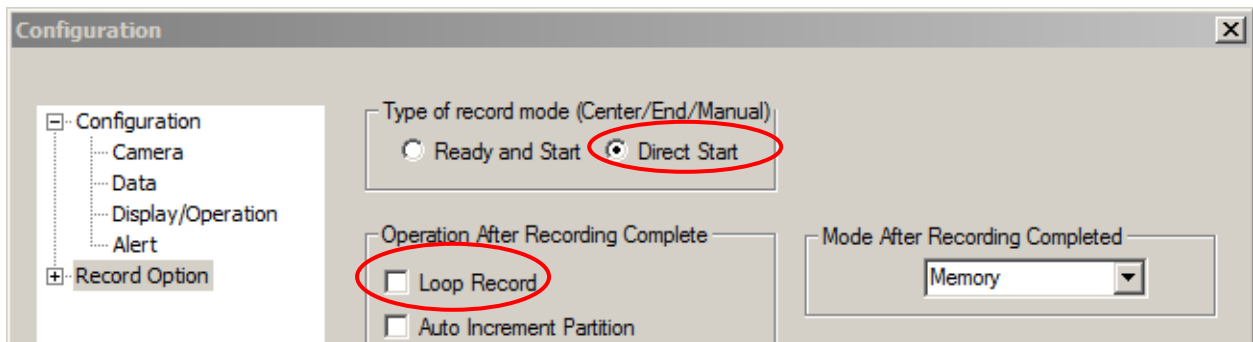 Configuration
Configuration
Camera
Data
Display/Operation
Alert
Record Option
Type of record mode (Center/End/Manual)
Ready and Start Direct Start
Operation After Recording Complete
Loop Record
Auto Increment Partition
Mode After Recording Completed
Memory